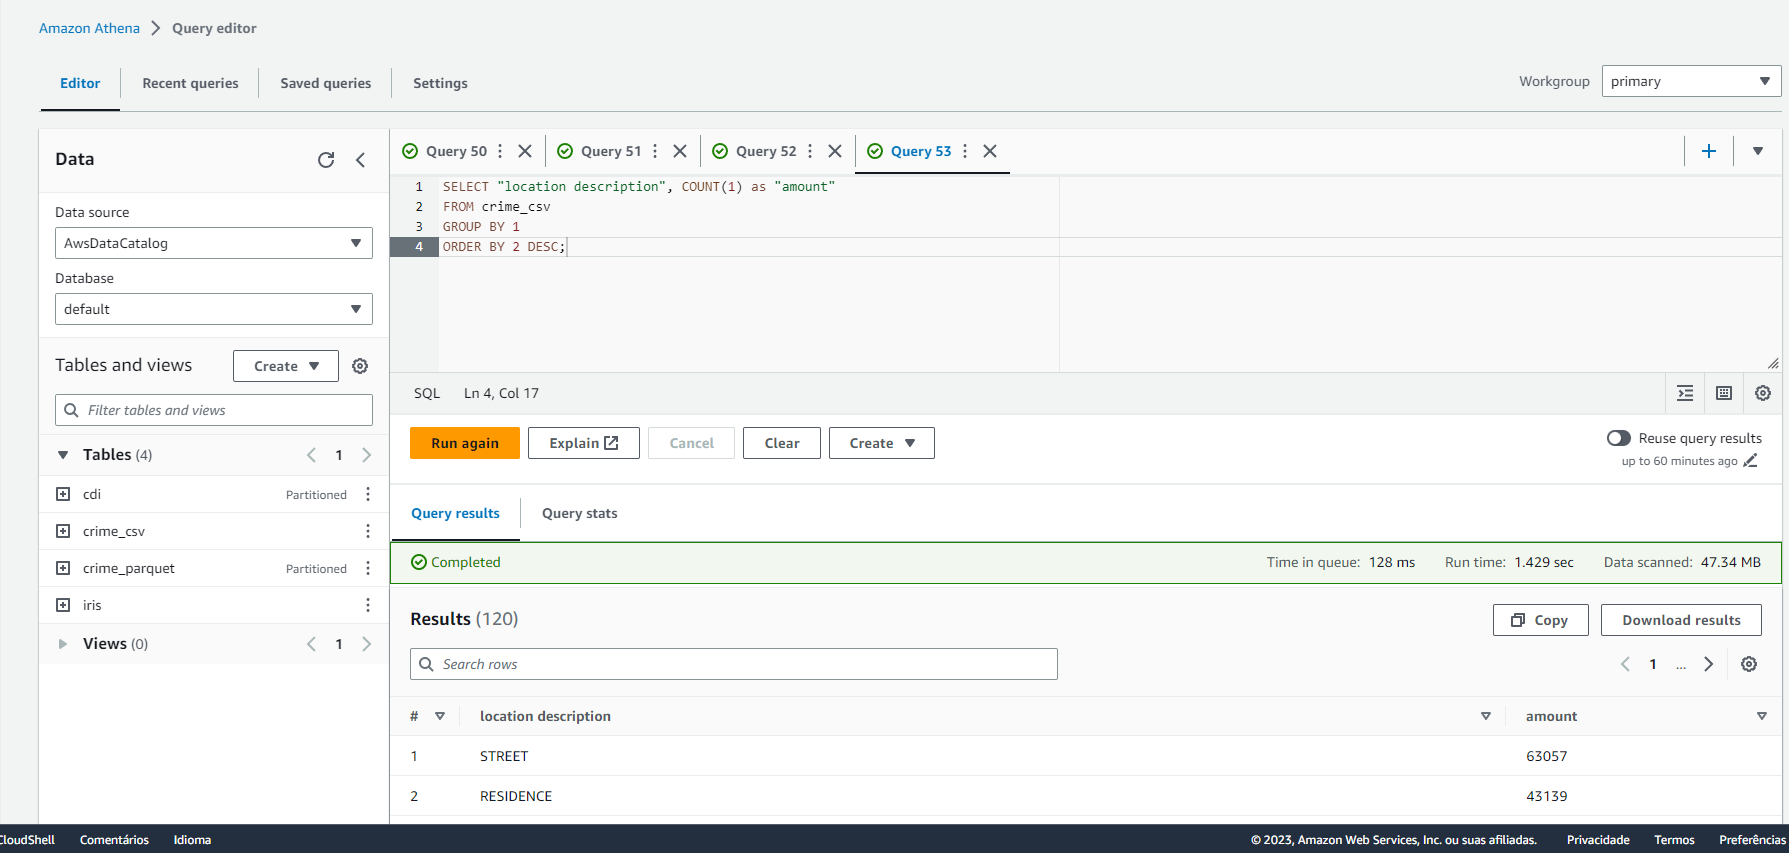 Amazon Athena > Query editor
Editor Recent queries Saved queries Settings
Workgroup primary
Data
Data source
AwsDataCatalog
Database
default
Tables and views Create
Filter tables and views
Tables (4) 1
cdi Partitioned
crime_csv
crime_parquet Partitioned
iris
Views (0) 1
Query 50 Query 51 Query 52 Query 53
1 SELECT "location description", COUNT(1) as "amount"
2 FROM crime_csv
3 GROUP BY 1
4 ORDER BY 2 DESC;
SQL Ln 4, Col 17
Run again Explain Cancel Clear Create
Reuse query results
up to 60 minutes ago
Query results Query stats
Completed Time in queue: 128 ms Run time: 1.429 sec Data scanned: 47.34 MB
Results (120) Copy Download results
Search rows 1 ...
# location description amount
1 STREET 63057
2 RESIDENCE 43139
CloudShell Comentários Idioma © 2023, Amazon Web Services, Inc. ou suas afiliadas. Privacidade Termos Preferências